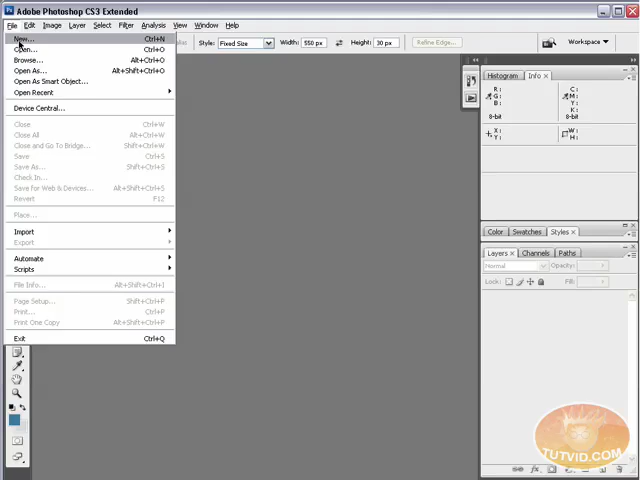 Adobe Photoshop CS3 Extended
File Edit Image Layer Select Filter Analysis View Window Help
Style: Fixed Size Width: 550 px Height: 30 px Refine Edge... Workspace
New... Ctrl+N
Open... Ctrl+O
Browse... Alt+Ctrl+O
Open As... Alt+Shift+Ctrl+O
Open As Smart Object...
Open Recent
Device Central...
Close Ctrl+W
Close All Alt+Ctrl+W
Close and Go To Bridge... Shift+Ctrl+W
Save Ctrl+S
Save As... Shift+Ctrl+S
Check In...
Save for Web & Devices... Alt+Shift+Ctrl+S
Revert F12
Place...
Import
Export
Automate
Scripts
File Info... Alt+Shift+Ctrl+I
Page Setup... Shift+Ctrl+P
Print... Ctrl+P
Print One Copy Alt+Shift+Ctrl+P
Exit Ctrl+Q
Histogram Info x
R: C:
G: M:
B: Y:
K:
8-bit 8-bit
X: W:
Y: H:
Color Swatches Styles x
Layers x Channels Paths
Normal Opacity:
Lock: Fill:
TUTVID.COM